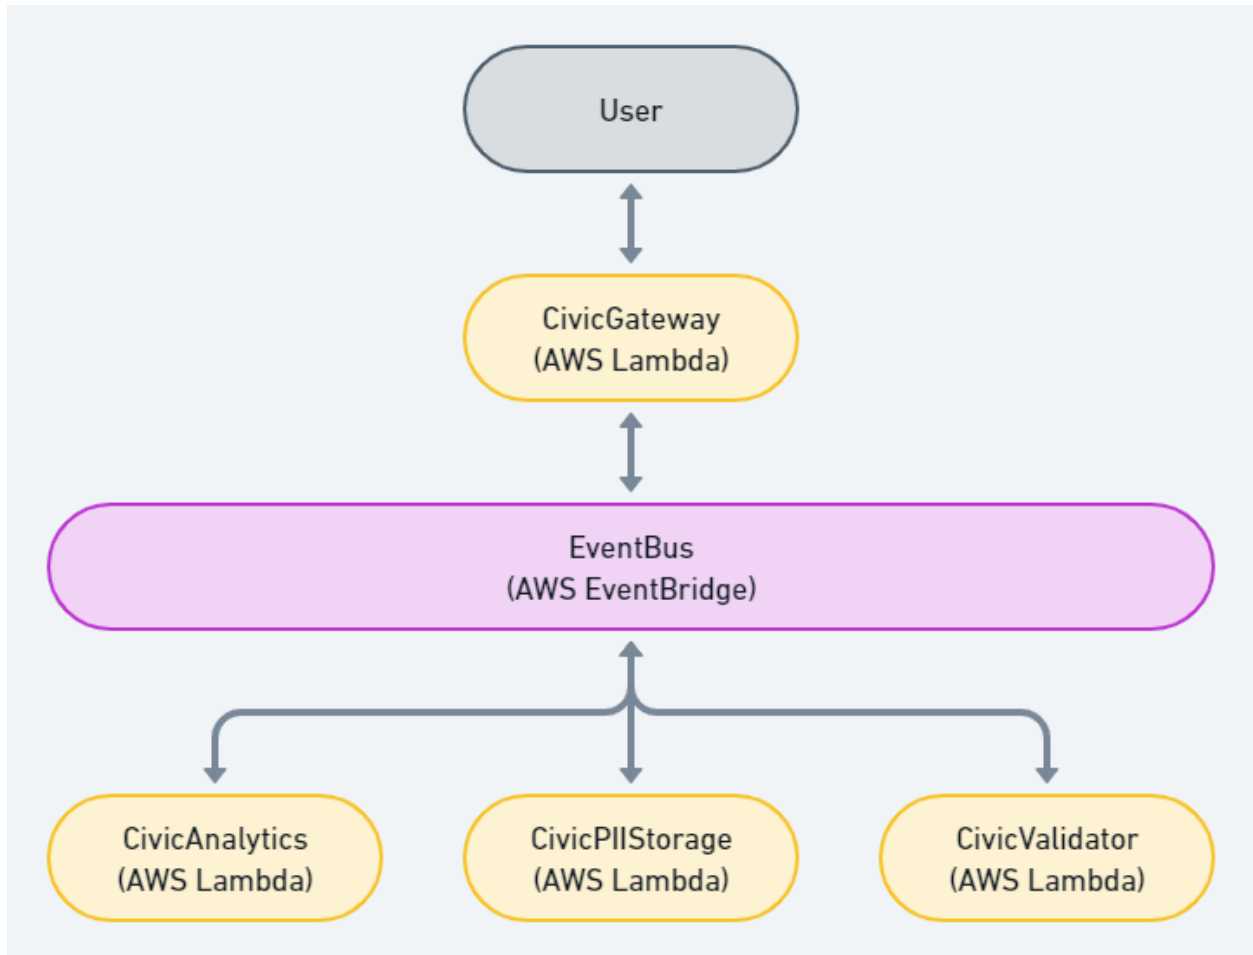 User
CivicGateway
(AWS Lambda)
EventBus
(AWS EventBridge)
CivicAnalytics
(AWS Lambda)
CivicPIIStorage
(AWS Lambda)
CivicValidator
(AWS Lambda)